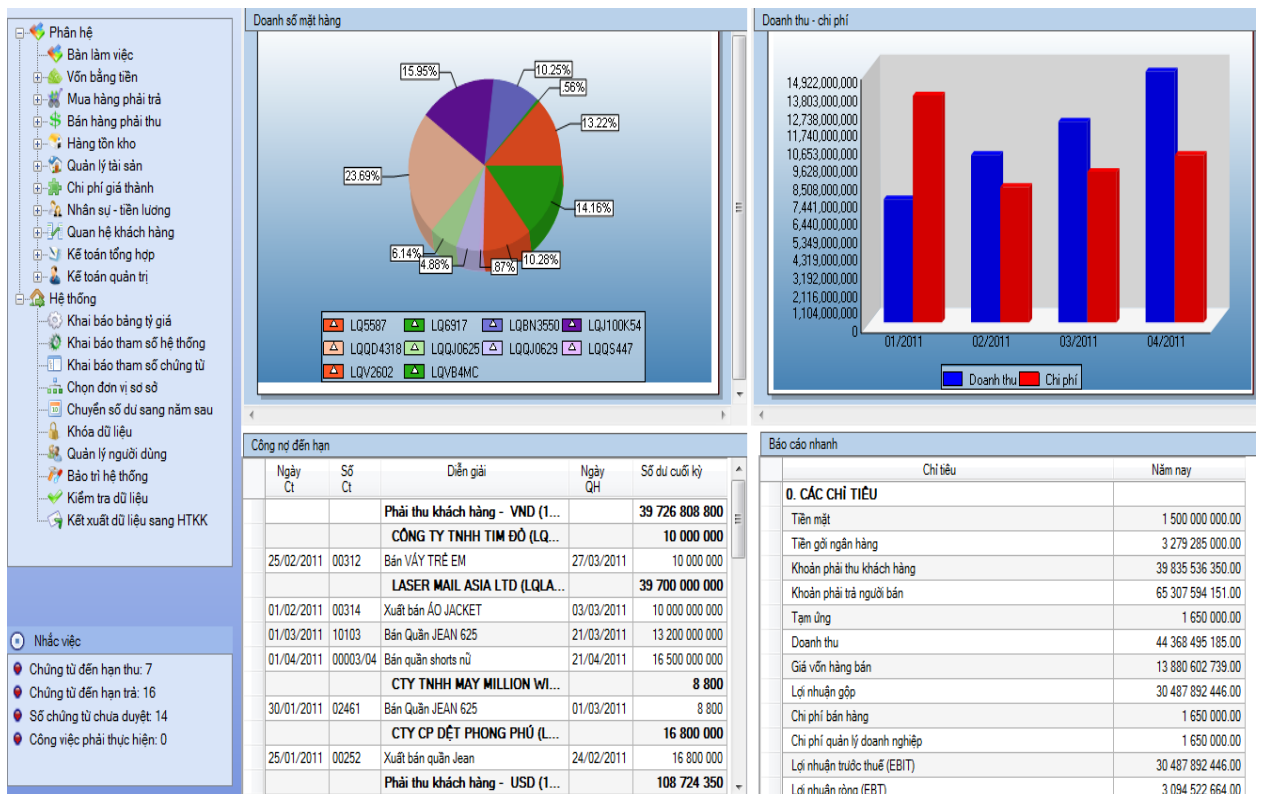 Phân hệ
Bàn làm việc
Vốn bằng tiền
Mua hàng phải trả
Bán hàng phải thu
Hàng tồn kho
Quản lý tài sản
Chi phí giá thành
Nhân sự - tiền lương
Quan hệ khách hàng
Kế toán tổng hợp
Kế toán quản trị
Hệ thống
Khai báo bảng tỷ giá
Khai báo tham số hệ thống
Khai báo tham số chứng từ
Chọn đơn vị sơ sở
Chuyển số dư sang năm sau
Khóa dữ liệu
Quản lý người dùng
Bảo trì hệ thống
Kiểm tra dữ liệu
Kết xuất dữ liệu sang HTKK
Nhắc việc
Chứng từ đến hạn thu: 7
Chứng từ đến hạn trả: 16
Số chứng từ chưa duyệt: 14
Công việc phải thực hiện: 0
Doanh số mặt hàng
15.95%
10.25%
.56%
13.22%
23.69%
14.16%
6.14%
4.88%
.87%
10.28%
LQ5587 LQ6917 LQBN3550 LQJ100K54
LQQD4318 LQQJ0625 LQQJ0629 LQQS447
LQV2602 LQVB4MC
Doanh thu - chi phí
14,922,000,000
13,803,000,000
12,738,000,000
11,740,000,000
10,653,000,000
9,628,000,000
8,508,000,000
7,441,000,000
6,440,000,000
5,349,000,000
4,319,000,000
3,192,000,000
2,116,000,000
1,104,000,000
0
01/2011 02/2011 03/2011 04/2011
Doanh thu Chi phí
Công nợ đến hạn
Ngày Ct Số Ct Diễn giải Ngày QH Số dư cuối kỳ
Phải thu khách hàng - VND (1... 39 726 808 800
CÔNG TY TNHH TIM ĐỎ (LQ... 10 000 000
25/02/2011 00312 Bán VÁY TRẺ EM 27/03/2011 10 000 000
LASER MAIL ASIA LTD (LQLA... 39 700 000 000
01/02/2011 00314 Xuất bán ÁO JACKET 03/03/2011 10 000 000 000
01/03/2011 10103 Bán Quần JEAN 625 21/03/2011 13 200 000 000
01/04/2011 00003/04 Bán quần shorts nữ 21/04/2011 16 500 000 000
CTY TNHH MAY MILLION WI... 8 800
30/01/2011 02461 Bán Quần JEAN 625 01/03/2011 8 800
CTY CP DỆT PHONG PHÚ (L... 16 800 000
25/01/2011 00252 Xuất bán quần Jean 24/02/2011 16 800 000
Phải thu khách hàng - USD (1... 108 724 350
Báo cáo nhanh
Chỉ tiêu Năm nay
0. CÁC CHỈ TIÊU
Tiền mặt 1 500 000 000.00
Tiền gởi ngân hàng 3 279 285 000.00
Khoản phải thu khách hàng 39 835 536 350.00
Khoản phải trả người bán 65 307 594 151.00
Tạm ứng 1 650 000.00
Doanh thu 44 368 495 185.00
Giá vốn hàng bán 13 880 602 739.00
Lợi nhuận gộp 30 487 892 446.00
Chi phí bán hàng 1 650 000.00
Chi phí quản lý doanh nghiệp 1 650 000.00
Lợi nhuận trước thuế (EBIT) 30 487 892 446.00
Lợi nhuận ròng (EBT) 3 094 522 664.00